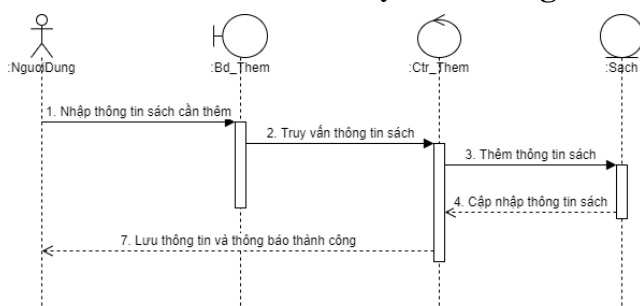 :NguoiDung
:Bd_Them
:Ctr_Them
:Sach
1. Nhập thông tin sách cần thêm
2. Truy vấn thông tin sách
3. Thêm thông tin sách
4. Cập nhập thông tin sách
7. Lưu thông tin và thông báo thành công